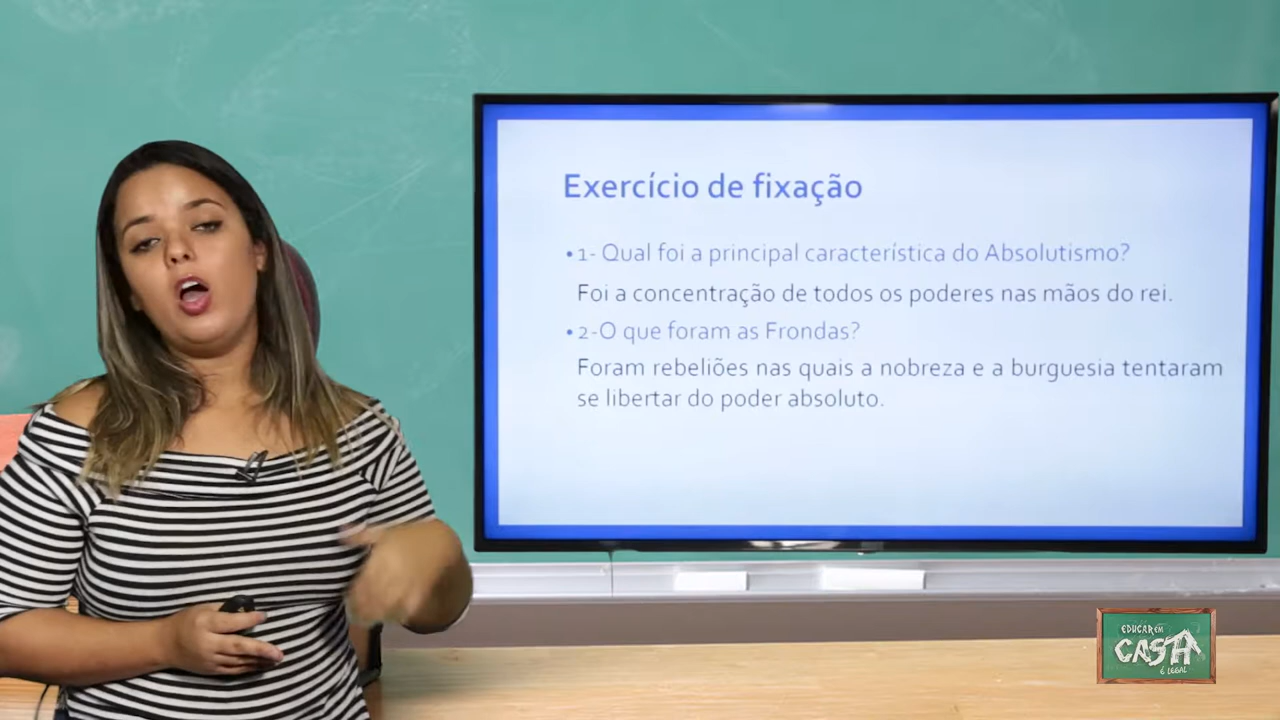 Exercício de fixação
• 1- Qual foi a principal característica do Absolutismo?
Foi a concentração de todos os poderes nas mãos do rei.
• 2-O que foram as Frondas?
Foram rebeliões nas quais a nobreza e a burguesia tentaram
se libertar do poder absoluto.
EDUCAR EM
CASA
É LEGAL